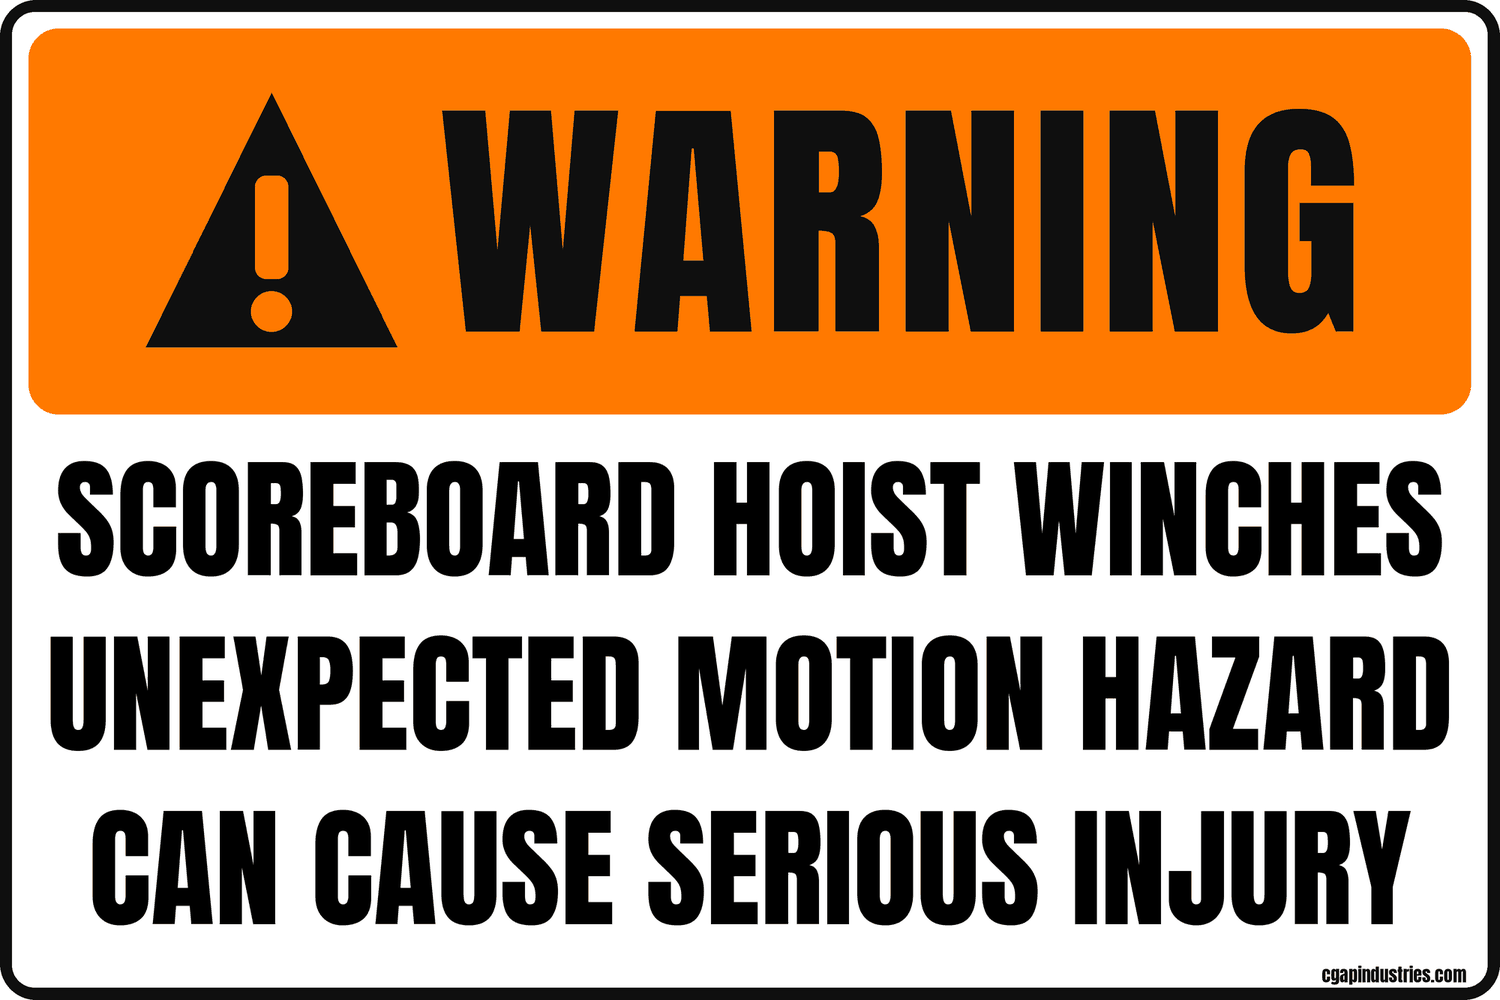 WARNING
SCOREBOARD HOIST WINCHES
UNEXPECTED MOTION HAZARD
CAN CAUSE SERIOUS INJURY
cgapindustries.com